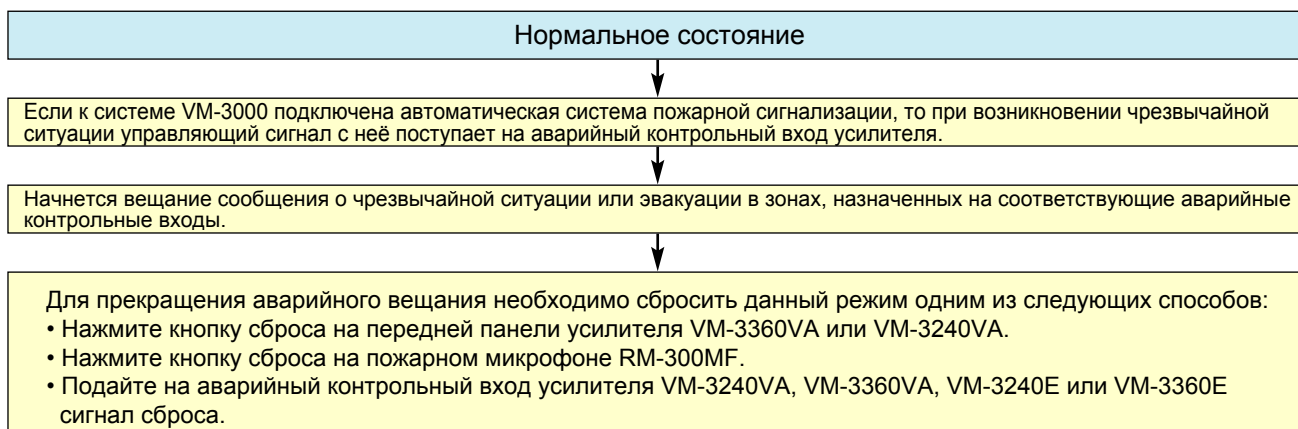 Нормальное состояние
Если к системе VM-3000 подключена автоматическая система пожарной сигнализации, то при возникновении чрезвычайной
ситуации управляющий сигнал с неё поступает на аварийный контрольный вход усилителя.
Начнется вещание сообщения о чрезвычайной ситуации или эвакуации в зонах, назначенных на соответствующие аварийные
контрольные входы.
Для прекращения аварийного вещания необходимо сбросить данный режим одним из следующих способов:
• Нажмите кнопку сброса на передней панели усилителя VM-3360VA или VM-3240VA.
• Нажмите кнопку сброса на пожарном микрофоне RM-300MF.
• Подайте на аварийный контрольный вход усилителя VM-3240VA, VM-3360VA, VM-3240E или VM-3360E
сигнал сброса.